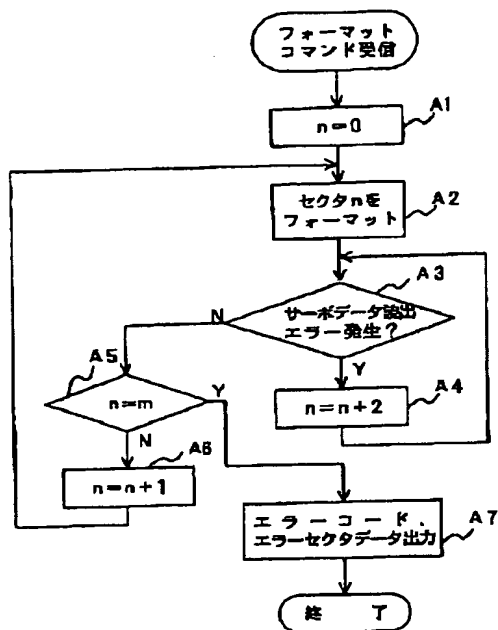 フォーマット
コマンド受信
A1
n=0
セクタnを
フォーマット
A2
A3
サーボデータ読出
エラー発生?
N
Y
A4
n=n+2
A5
n=m
Y
N
A6
n=n+1
エラーコード、
エラーセクタデータ出力
A7
終 了